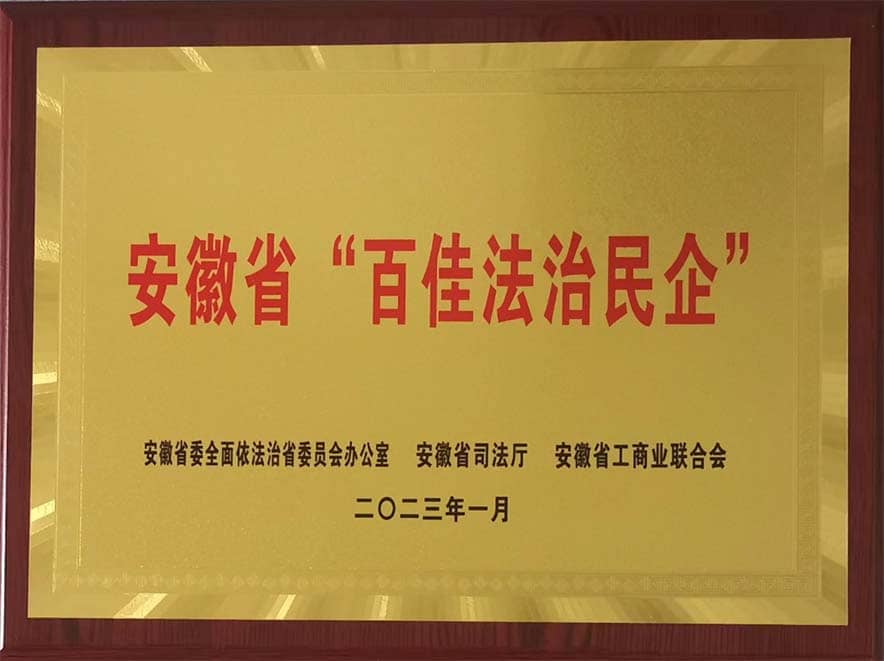 安徽省“百佳法治民企”
安徽省委全面依法治省委员会办公室 安徽省司法厅 安徽省工商业联合会
二〇二三年一月